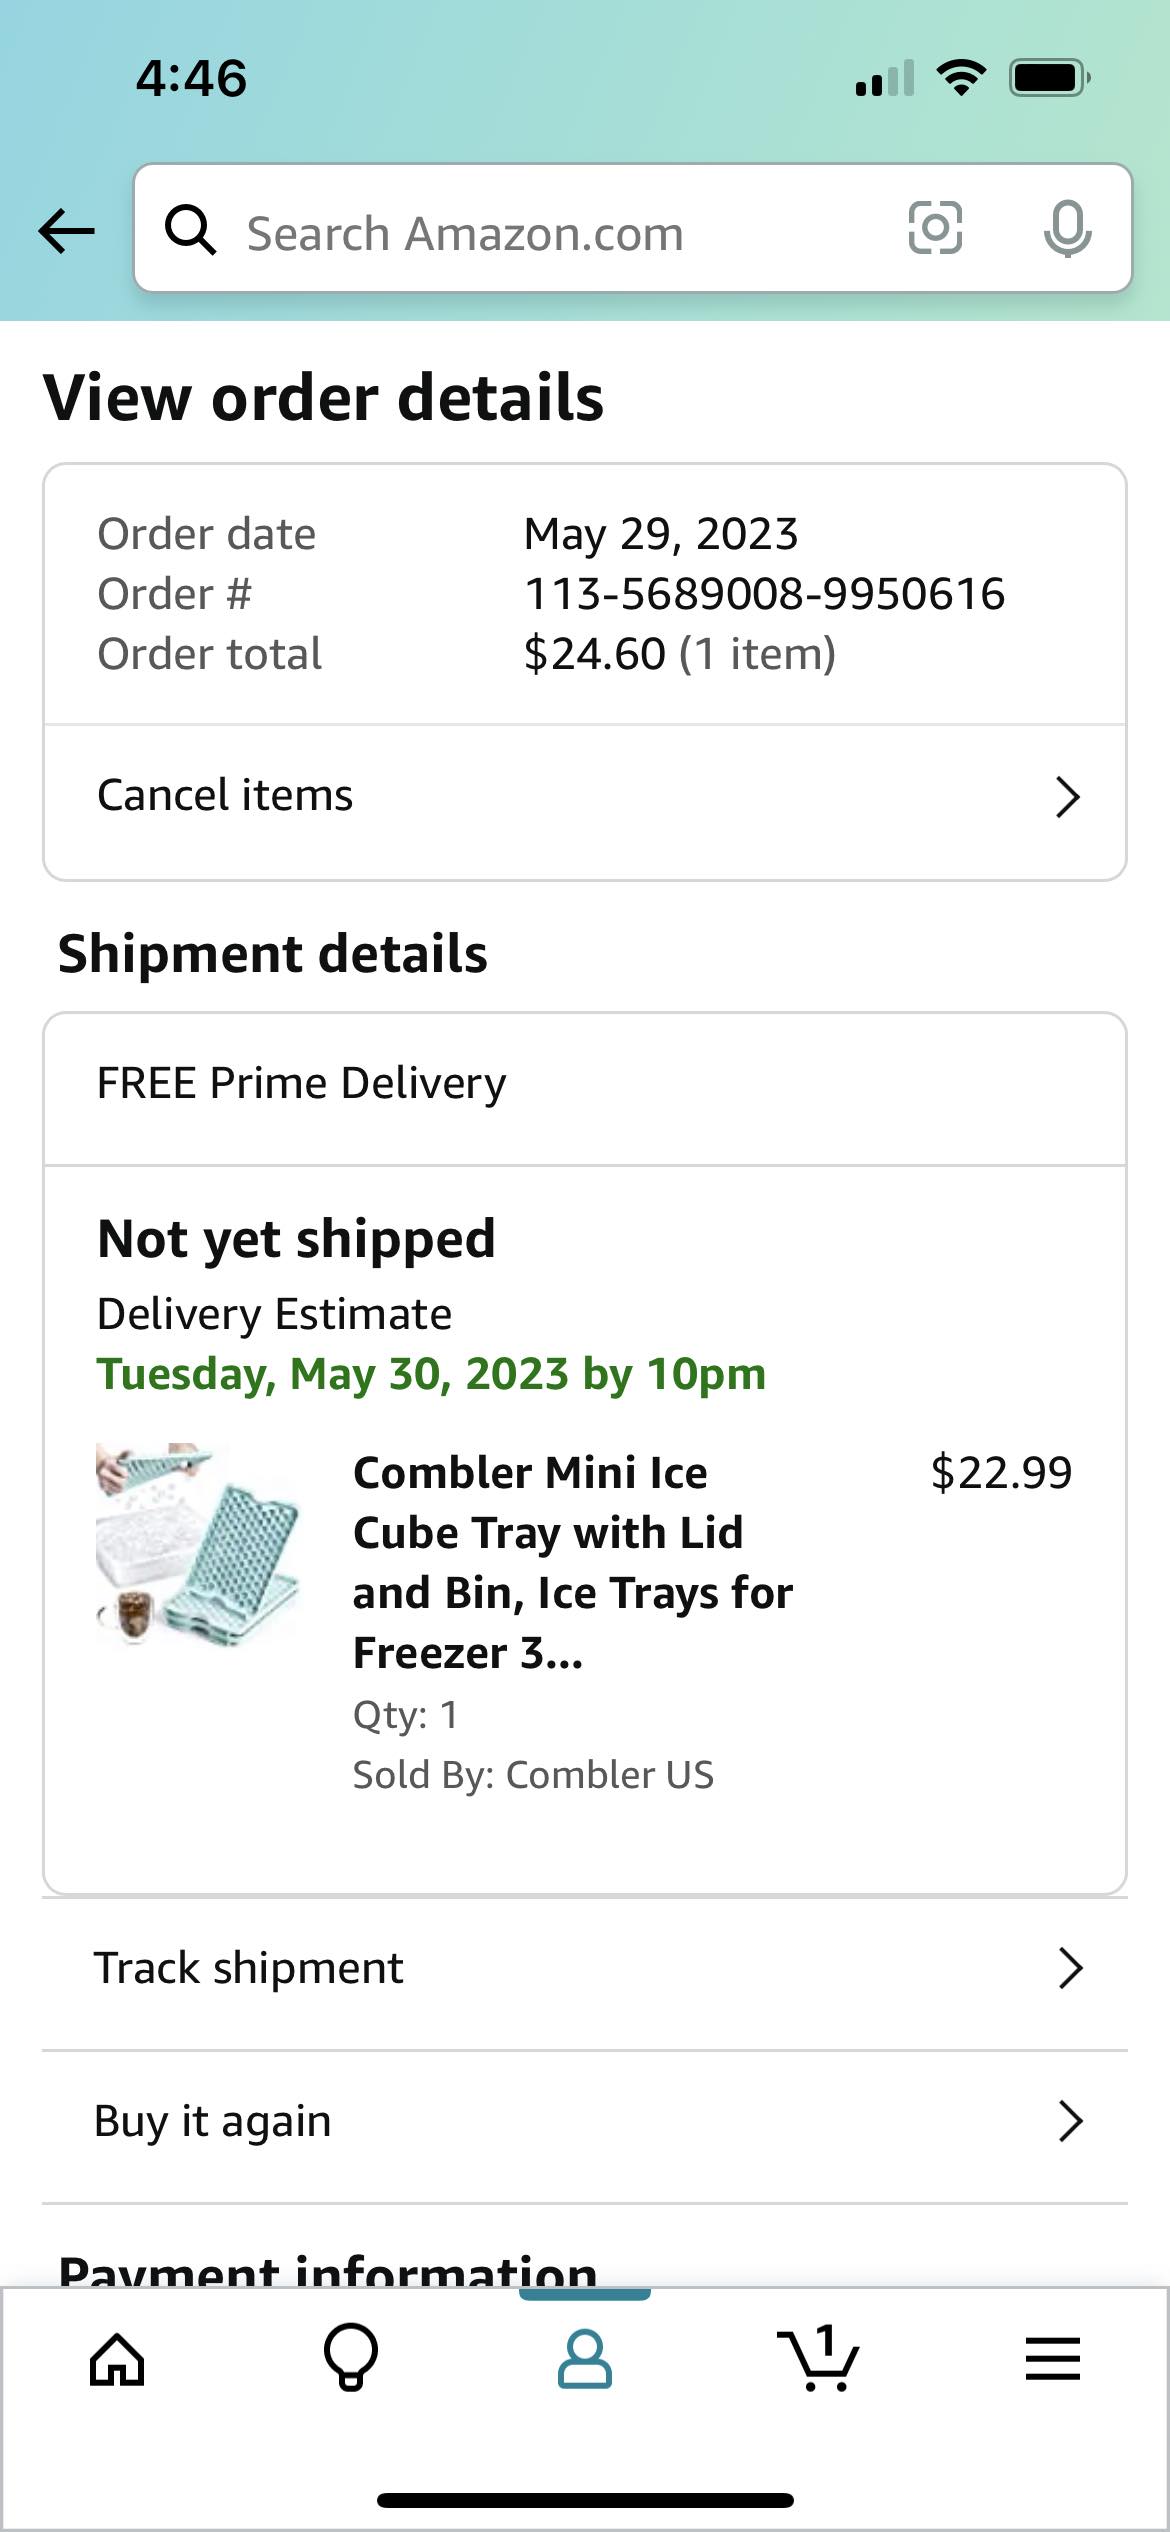 4:46
Search Amazon.com
View order details
Order date May 29, 2023
Order # 113-5689008-9950616
Order total $24.60 (1 item)
Cancel items
Shipment details
FREE Prime Delivery
Not yet shipped
Delivery Estimate
Tuesday, May 30, 2023 by 10pm
Combler Mini Ice $22.99
Cube Tray with Lid
and Bin, Ice Trays for
Freezer 3...
Qty: 1
Sold By: Combler US
Track shipment
Buy it again
Payment information
1